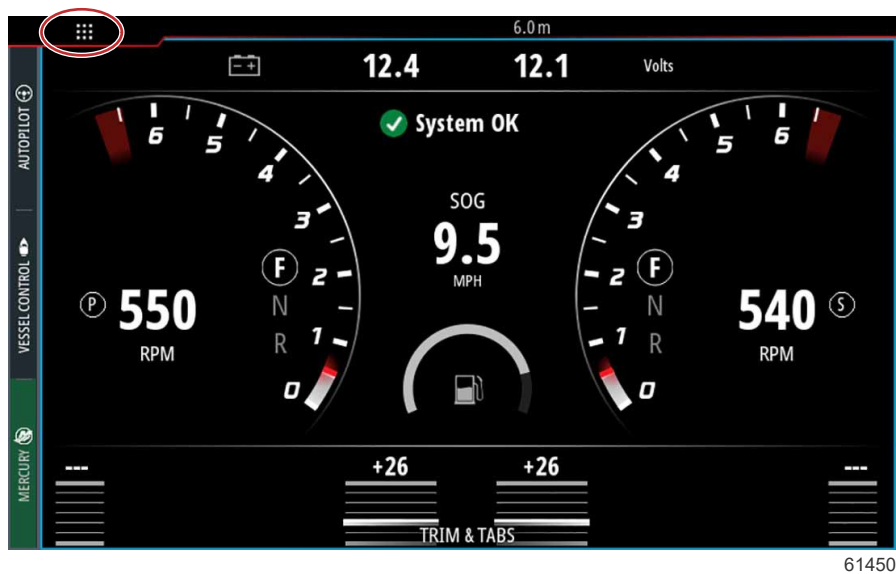 6.0 m
12.4 12.1 Volts
System OK
AUTOPILOT
VESSEL CONTROL
MERCURY
6
5
4
3
2
1
0
F
N
R
P 550
RPM
SOG
9.5
MPH
6
5
4
3
2
1
0
F
N
R
540 S
RPM
--- +26 +26 ---
TRIM & TABS
61450